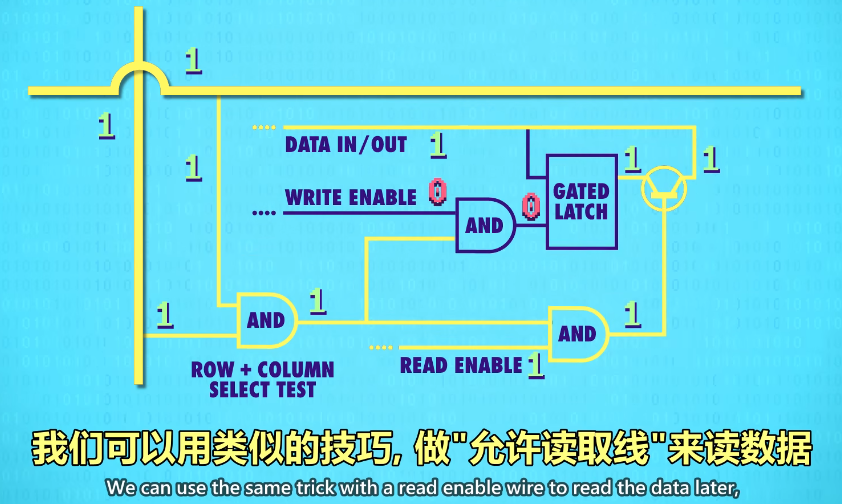 1
1
DATA IN/OUT 1
1 1
1
WRITE ENABLE 0
0
GATED
LATCH
AND
1
1
1
AND
AND
READ ENABLE 1
ROW + COLUMN
SELECT TEST
我们可以用类似的技巧, 做"允许读取线"来读数据
We can use the same trick with a read enable wire to read the data later,